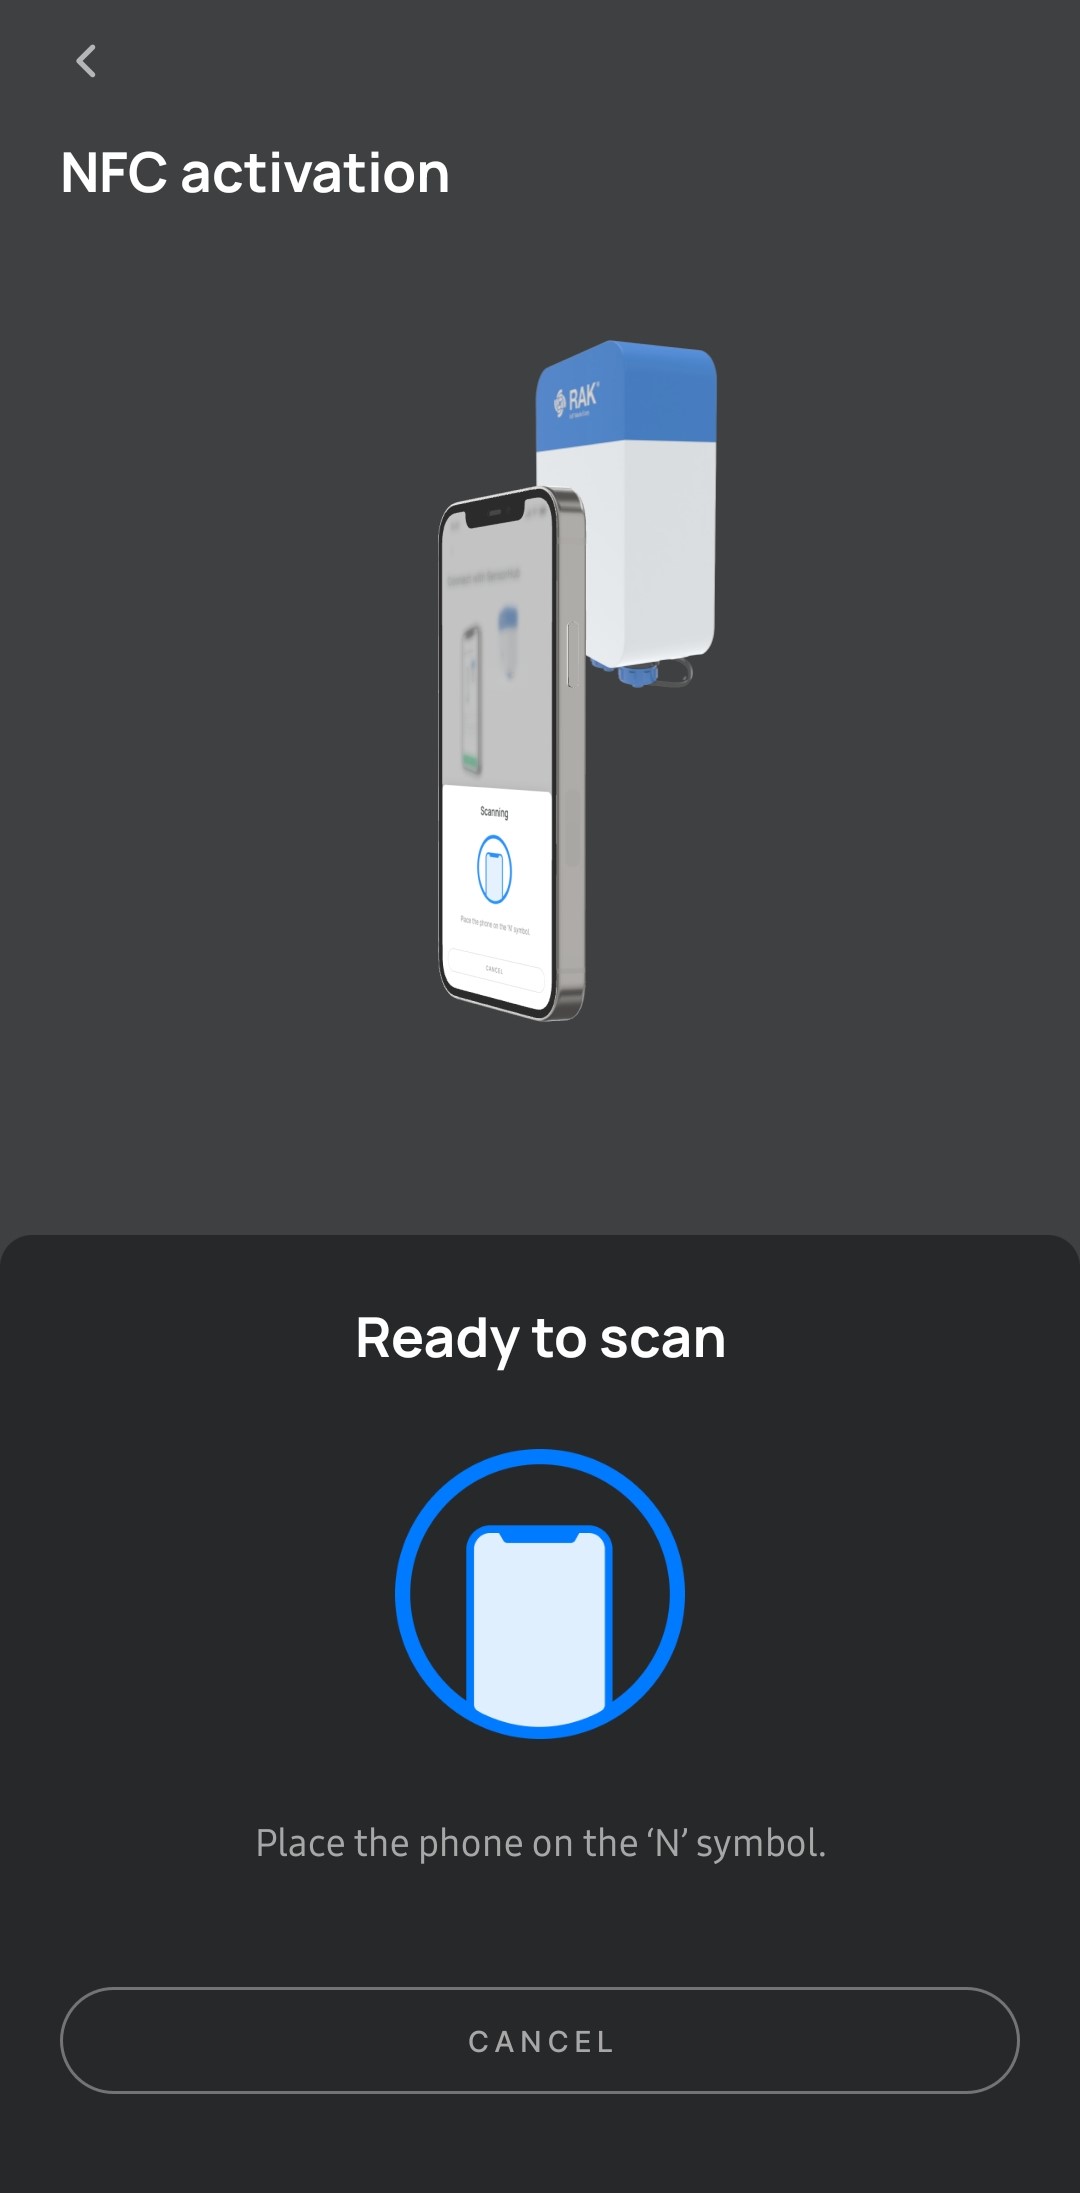 NFC activation
RAK
Scanning
Place the phone on the 'N' symbol.
CANCEL
Ready to scan
Place the phone on the ‘N’ symbol.
CANCEL